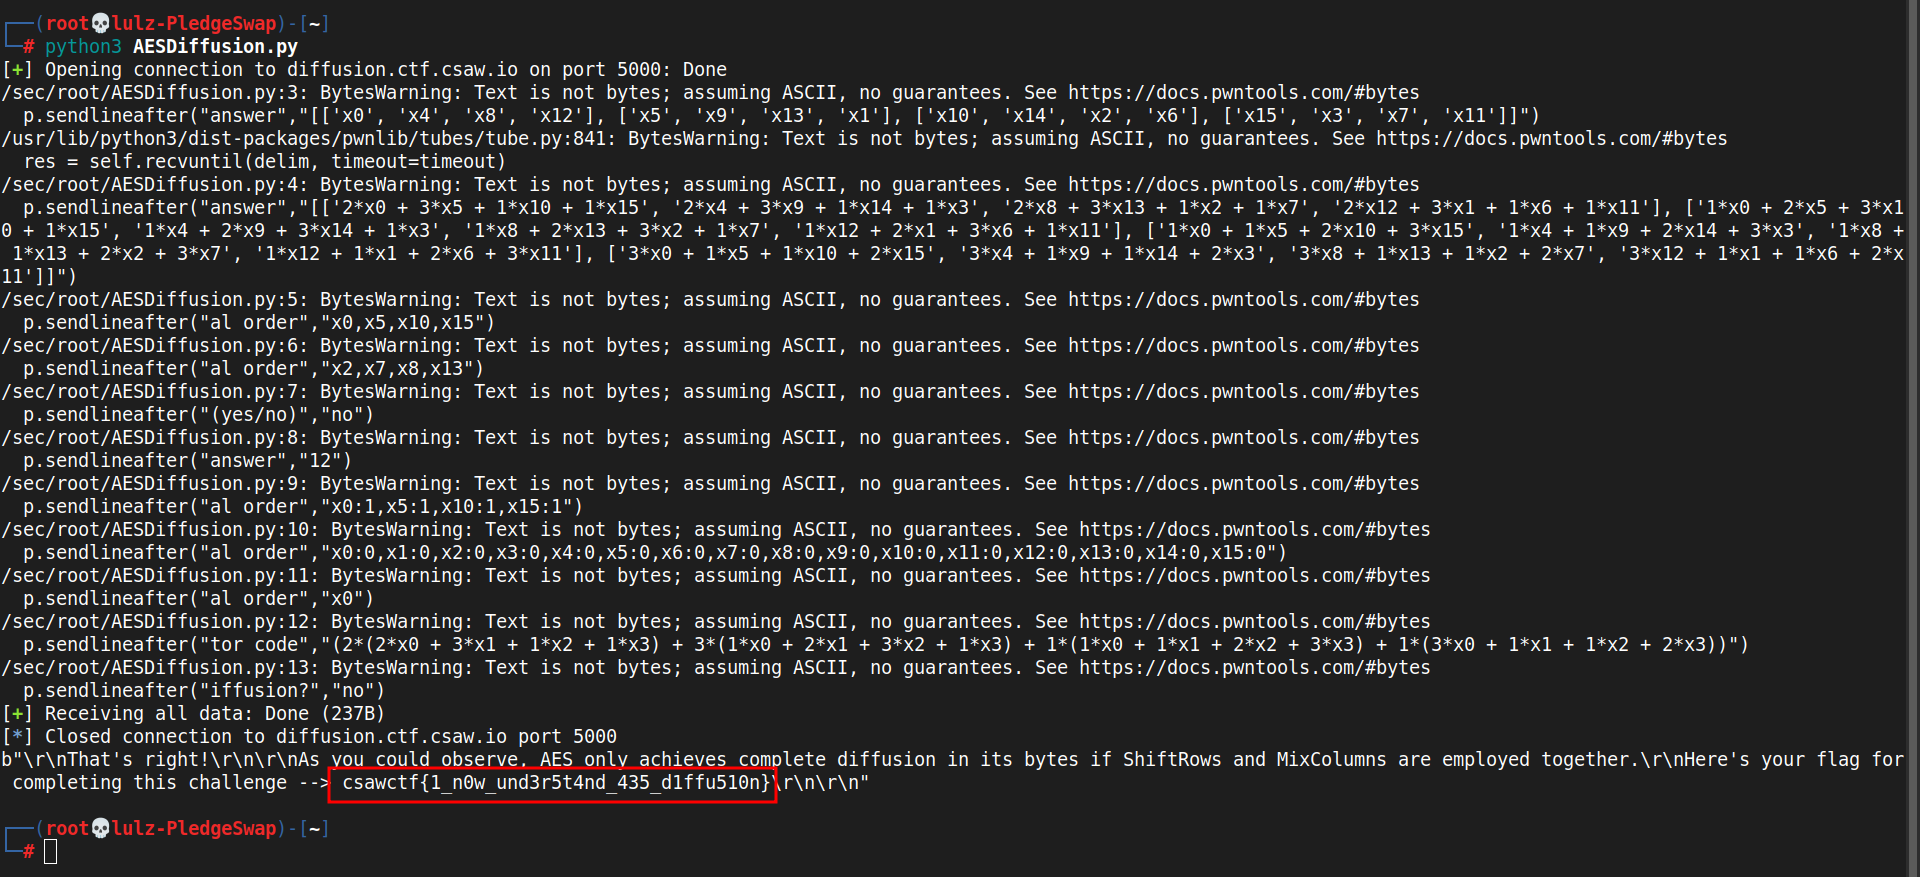 ┌──(root💀lulz-PledgeSwap)-[~]
└─# python3 AESDiffusion.py
[+] Opening connection to diffusion.ctf.csaw.io on port 5000: Done
/sec/root/AESDiffusion.py:3: BytesWarning: Text is not bytes; assuming ASCII, no guarantees. See https://docs.pwntools.com/#bytes
  p.sendlineafter("answer","[['x0', 'x4', 'x8', 'x12'], ['x5', 'x9', 'x13', 'x1'], ['x10', 'x14', 'x2', 'x6'], ['x15', 'x3', 'x7', 'x11']]")
/usr/lib/python3/dist-packages/pwnlib/tubes/tube.py:841: BytesWarning: Text is not bytes; assuming ASCII, no guarantees. See https://docs.pwntools.com/#bytes
  res = self.recvuntil(delim, timeout=timeout)
/sec/root/AESDiffusion.py:4: BytesWarning: Text is not bytes; assuming ASCII, no guarantees. See https://docs.pwntools.com/#bytes
  p.sendlineafter("answer","[['2*x0 + 3*x5 + 1*x10 + 1*x15', '2*x4 + 3*x9 + 1*x14 + 1*x3', '2*x8 + 3*x13 + 1*x2 + 1*x7', '2*x12 + 3*x1 + 1*x6 + 1*x11'], ['1*x0 + 2*x5 + 3*x1
0 + 1*x15', '1*x4 + 2*x9 + 3*x14 + 1*x3', '1*x8 + 2*x13 + 3*x2 + 1*x7', '1*x12 + 2*x1 + 3*x6 + 1*x11'], ['1*x0 + 1*x5 + 2*x10 + 3*x15', '1*x4 + 1*x9 + 2*x14 + 3*x3', '1*x8 +
 1*x13 + 2*x2 + 3*x7', '1*x12 + 1*x1 + 2*x6 + 3*x11'], ['3*x0 + 1*x5 + 1*x10 + 2*x15', '3*x4 + 1*x9 + 1*x14 + 2*x3', '3*x8 + 1*x13 + 1*x2 + 2*x7', '3*x12 + 1*x1 + 1*x6 + 2*x
11']]")
/sec/root/AESDiffusion.py:5: BytesWarning: Text is not bytes; assuming ASCII, no guarantees. See https://docs.pwntools.com/#bytes
  p.sendlineafter("al order","x0,x5,x10,x15")
/sec/root/AESDiffusion.py:6: BytesWarning: Text is not bytes; assuming ASCII, no guarantees. See https://docs.pwntools.com/#bytes
  p.sendlineafter("al order","x2,x7,x8,x13")
/sec/root/AESDiffusion.py:7: BytesWarning: Text is not bytes; assuming ASCII, no guarantees. See https://docs.pwntools.com/#bytes
  p.sendlineafter("(yes/no)","no")
/sec/root/AESDiffusion.py:8: BytesWarning: Text is not bytes; assuming ASCII, no guarantees. See https://docs.pwntools.com/#bytes
  p.sendlineafter("answer","12")
/sec/root/AESDiffusion.py:9: BytesWarning: Text is not bytes; assuming ASCII, no guarantees. See https://docs.pwntools.com/#bytes
  p.sendlineafter("al order","x0:1,x5:1,x10:1,x15:1")
/sec/root/AESDiffusion.py:10: BytesWarning: Text is not bytes; assuming ASCII, no guarantees. See https://docs.pwntools.com/#bytes
  p.sendlineafter("al order","x0:0,x1:0,x2:0,x3:0,x4:0,x5:0,x6:0,x7:0,x8:0,x9:0,x10:0,x11:0,x12:0,x13:0,x14:0,x15:0")
/sec/root/AESDiffusion.py:11: BytesWarning: Text is not bytes; assuming ASCII, no guarantees. See https://docs.pwntools.com/#bytes
  p.sendlineafter("al order","x0")
/sec/root/AESDiffusion.py:12: BytesWarning: Text is not bytes; assuming ASCII, no guarantees. See https://docs.pwntools.com/#bytes
  p.sendlineafter("tor code","(2*(2*x0 + 3*x1 + 1*x2 + 1*x3) + 3*(1*x0 + 2*x1 + 3*x2 + 1*x3) + 1*(1*x0 + 1*x1 + 2*x2 + 3*x3) + 1*(3*x0 + 1*x1 + 1*x2 + 2*x3))")
/sec/root/AESDiffusion.py:13: BytesWarning: Text is not bytes; assuming ASCII, no guarantees. See https://docs.pwntools.com/#bytes
  p.sendlineafter("iffusion?","no")
[+] Receiving all data: Done (237B)
[*] Closed connection to diffusion.ctf.csaw.io port 5000
b"\r\nThat's right!\r\n\r\nAs you could observe, AES only achieves complete diffusion in its bytes if ShiftRows and MixColumns are employed together.\r\nHere's your flag for
 completing this challenge --> csawctf{1_n0w_und3r5t4nd_435_d1ffu510n}\r\n\r\n"
┌──(root💀lulz-PledgeSwap)-[~]
└─#